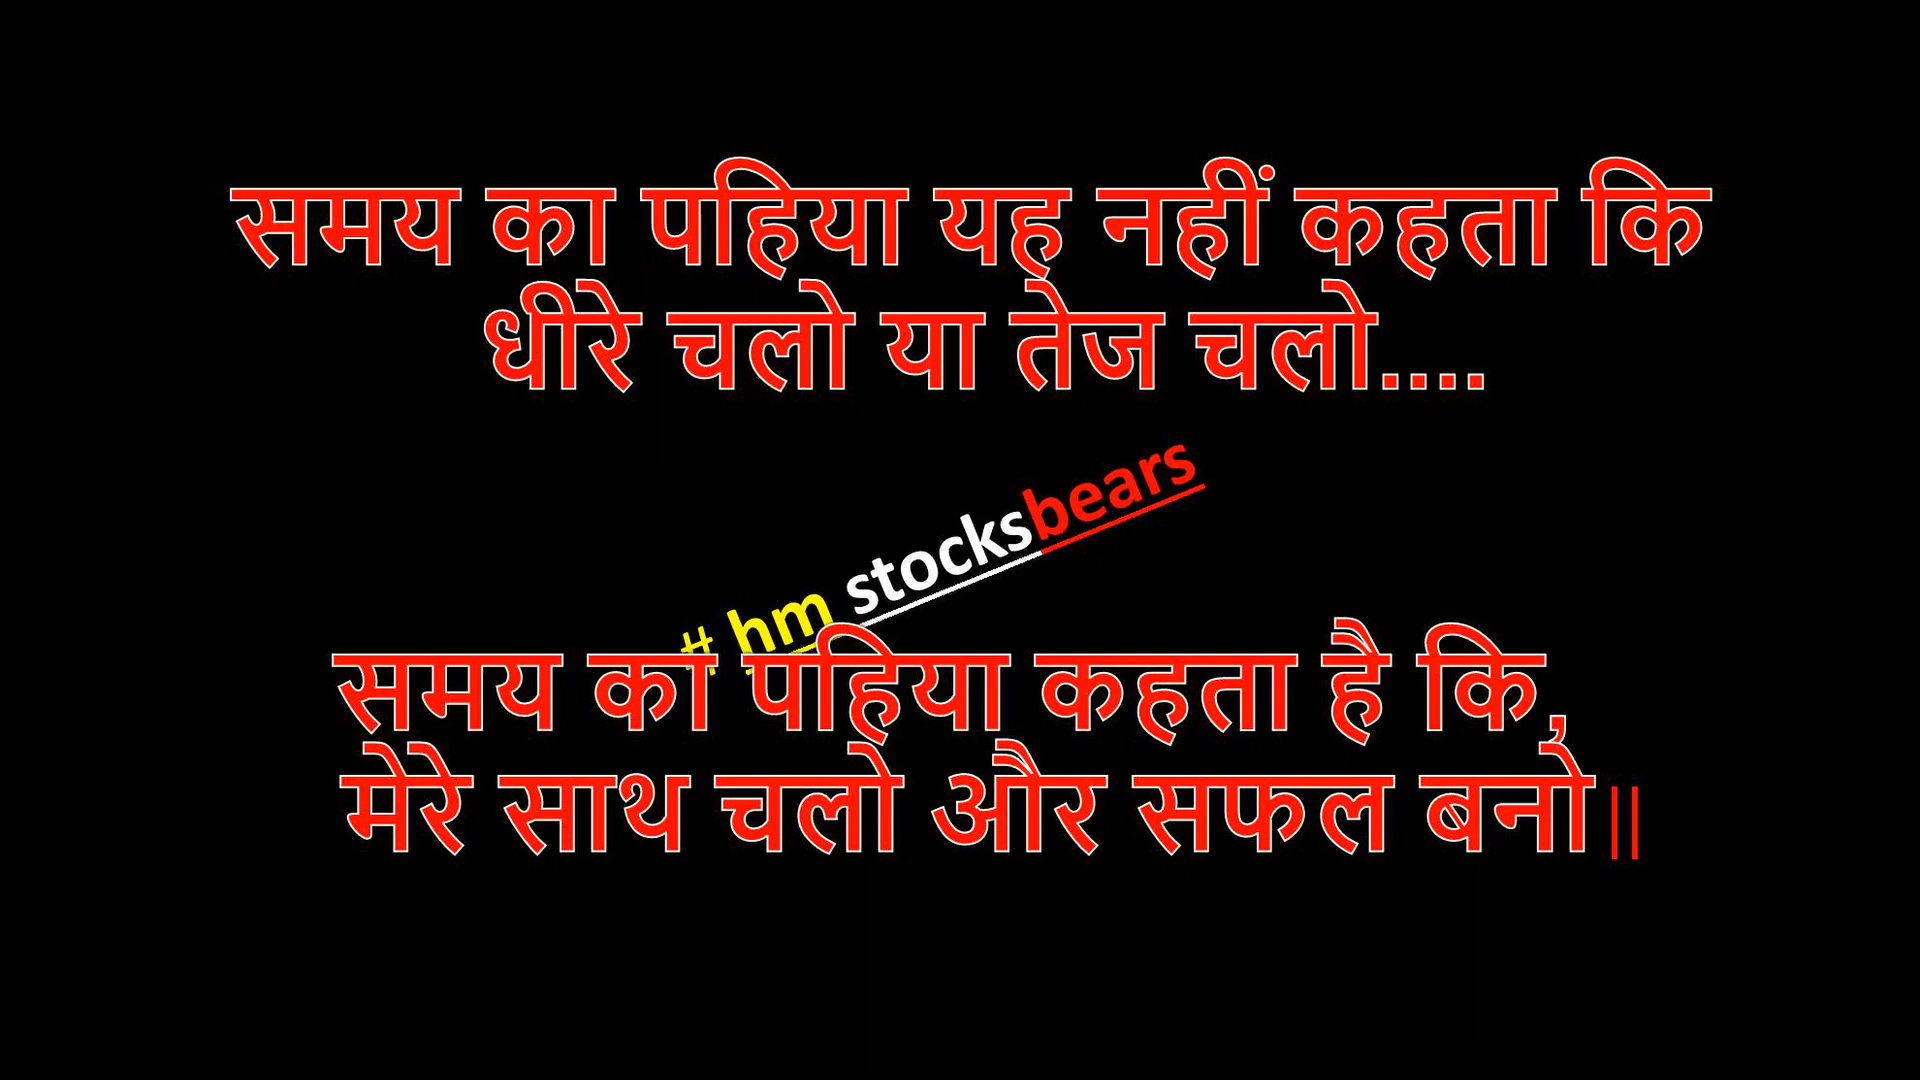 समय का पहिया यह नहीं कहता कि
धीरे चलो या तेज चलो....
# hm stocksbears
समय का पहिया कहता है कि,
मेरे साथ चलो और सफल बनो||